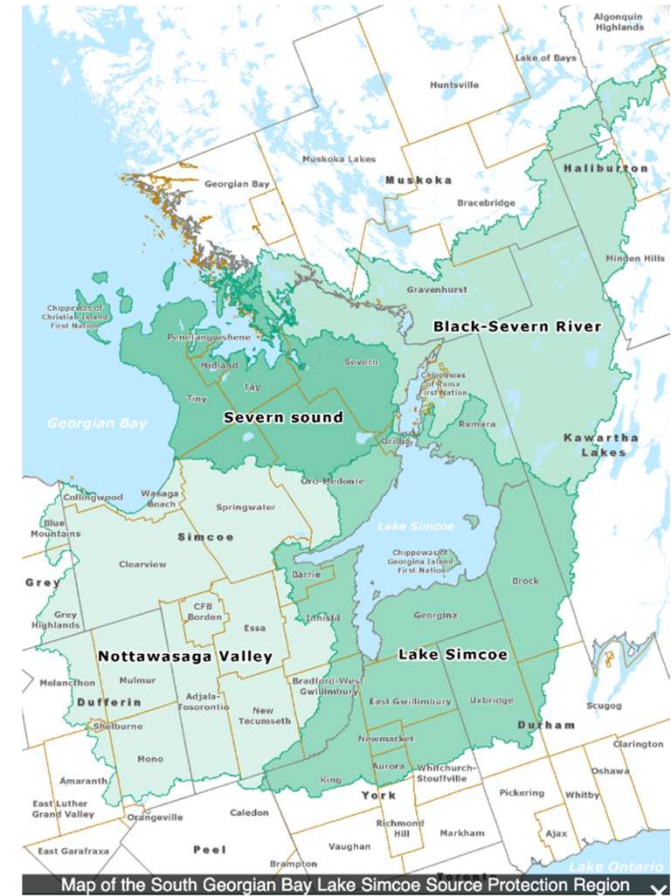 Algonquin
Highlands
Lake of Bays
Huntsville
Muskoka Lakes
Georgian Bay
Muskoka
Haliburton
Bracebridge
Minden Hills
Gravenhurst
Chippewas of
Christian Island
First Nation
Black-Severn River
Penetanguishene
Midland
Severn
Chippewas
of Rama
First Nation
Tay
Tiny
Severn sound
Ramara
Georgian Bay
Orillia
Kawartha
Lakes
Oro-Medonte
Collingwood
Wasaga
Beach
Springwater
Blue
Mountains
Simcoe
Lake Simcoe
Clearview
Chippewas of
Georgina Island
First Nation
Barrie
Brock
Grey
CFB
Borden
Grey
Highlands
Essa
Innisfil
Georgina
Nottawasaga Valley
Lake Simcoe
Melancthon
Mulmur
Bradford-West
Gwillimbury
Adjala-
Tosorontio
East Gwillimbury
Uxbridge
Dufferin
New
Tecumseth
Scugog
Shelburne
Durham
Newmarket
Mono
Clarington
Aurora
Whitchurch-
Stouffville
King
Amaranth
Oshawa
York
Pickering
Whitby
East Luther
Grand Valley
Orangeville
Caledon
Richmond
Hill
Markham
Ajax
East Garafraxa
Peel
Vaughan
Brampton
Toronto
Lake Ontario
Map of the South Georgian Bay Lake Simcoe Source Protection Region